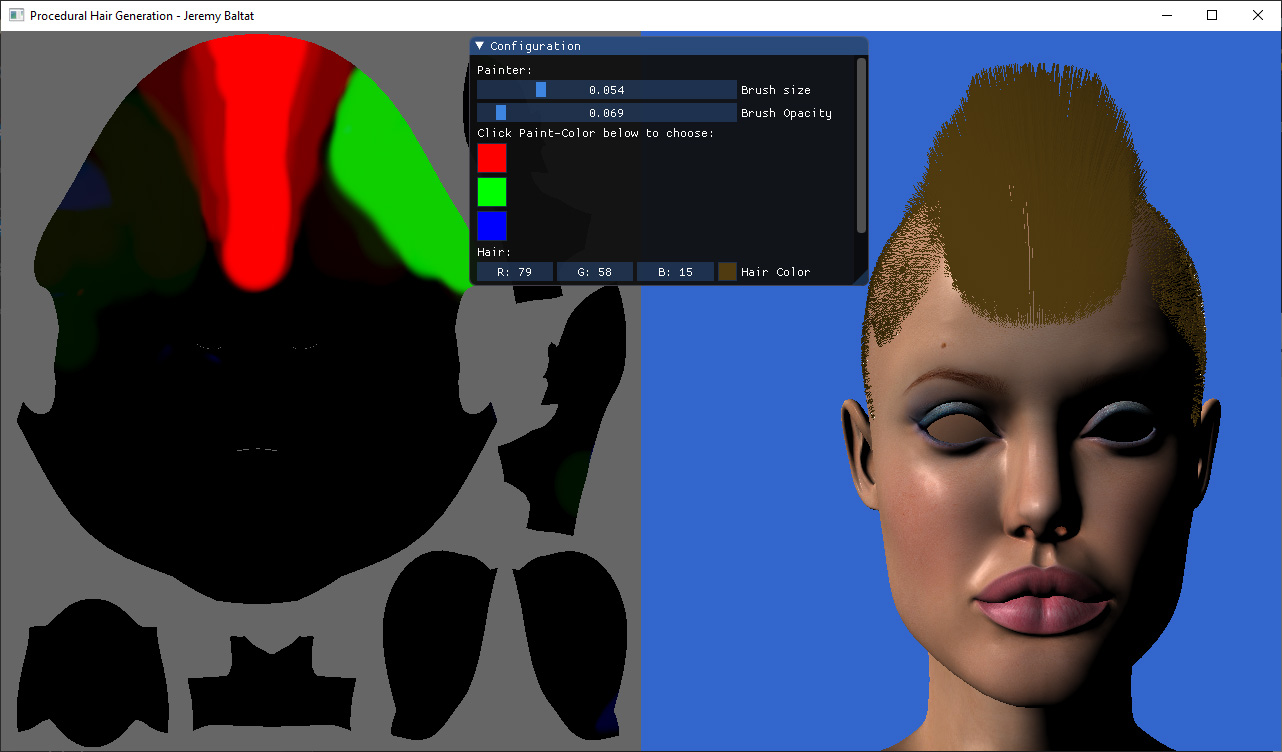 Procedural Hair Generation - Jeremy Baltat
▼ Configuration
Painter:
0.054 Brush size
0.069 Brush Opacity
Click Paint-Color below to choose:
Hair:
R: 79 G: 58 B: 15 Hair Color